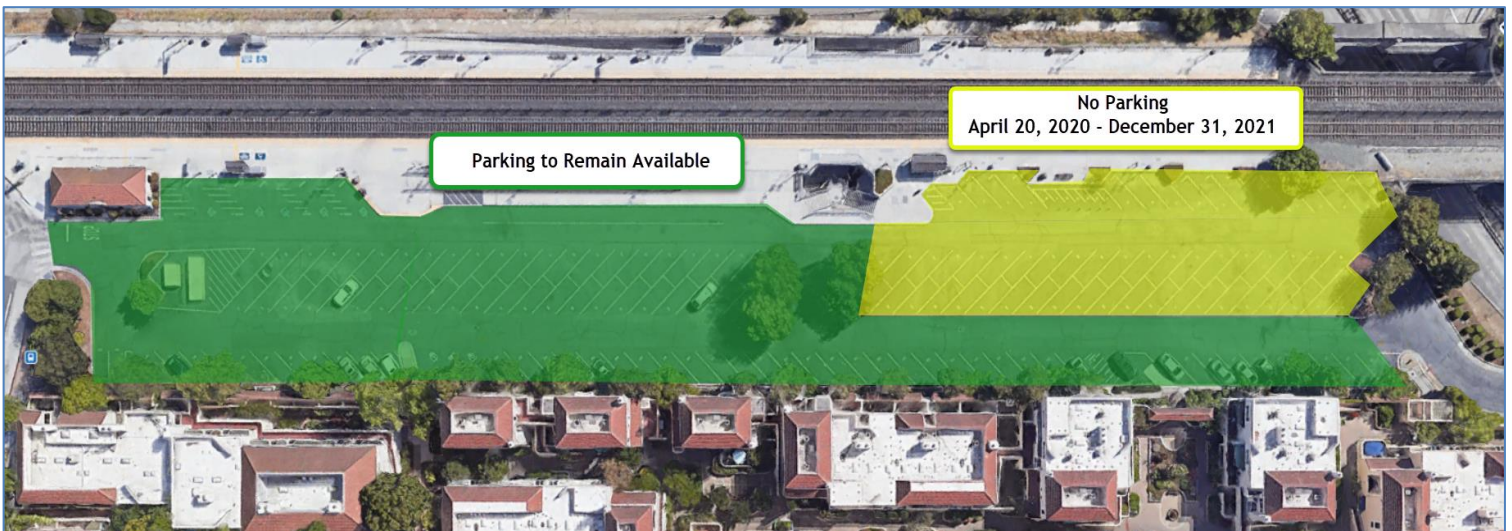 No Parking
April 20, 2020 - December 31, 2021
Parking to Remain Available